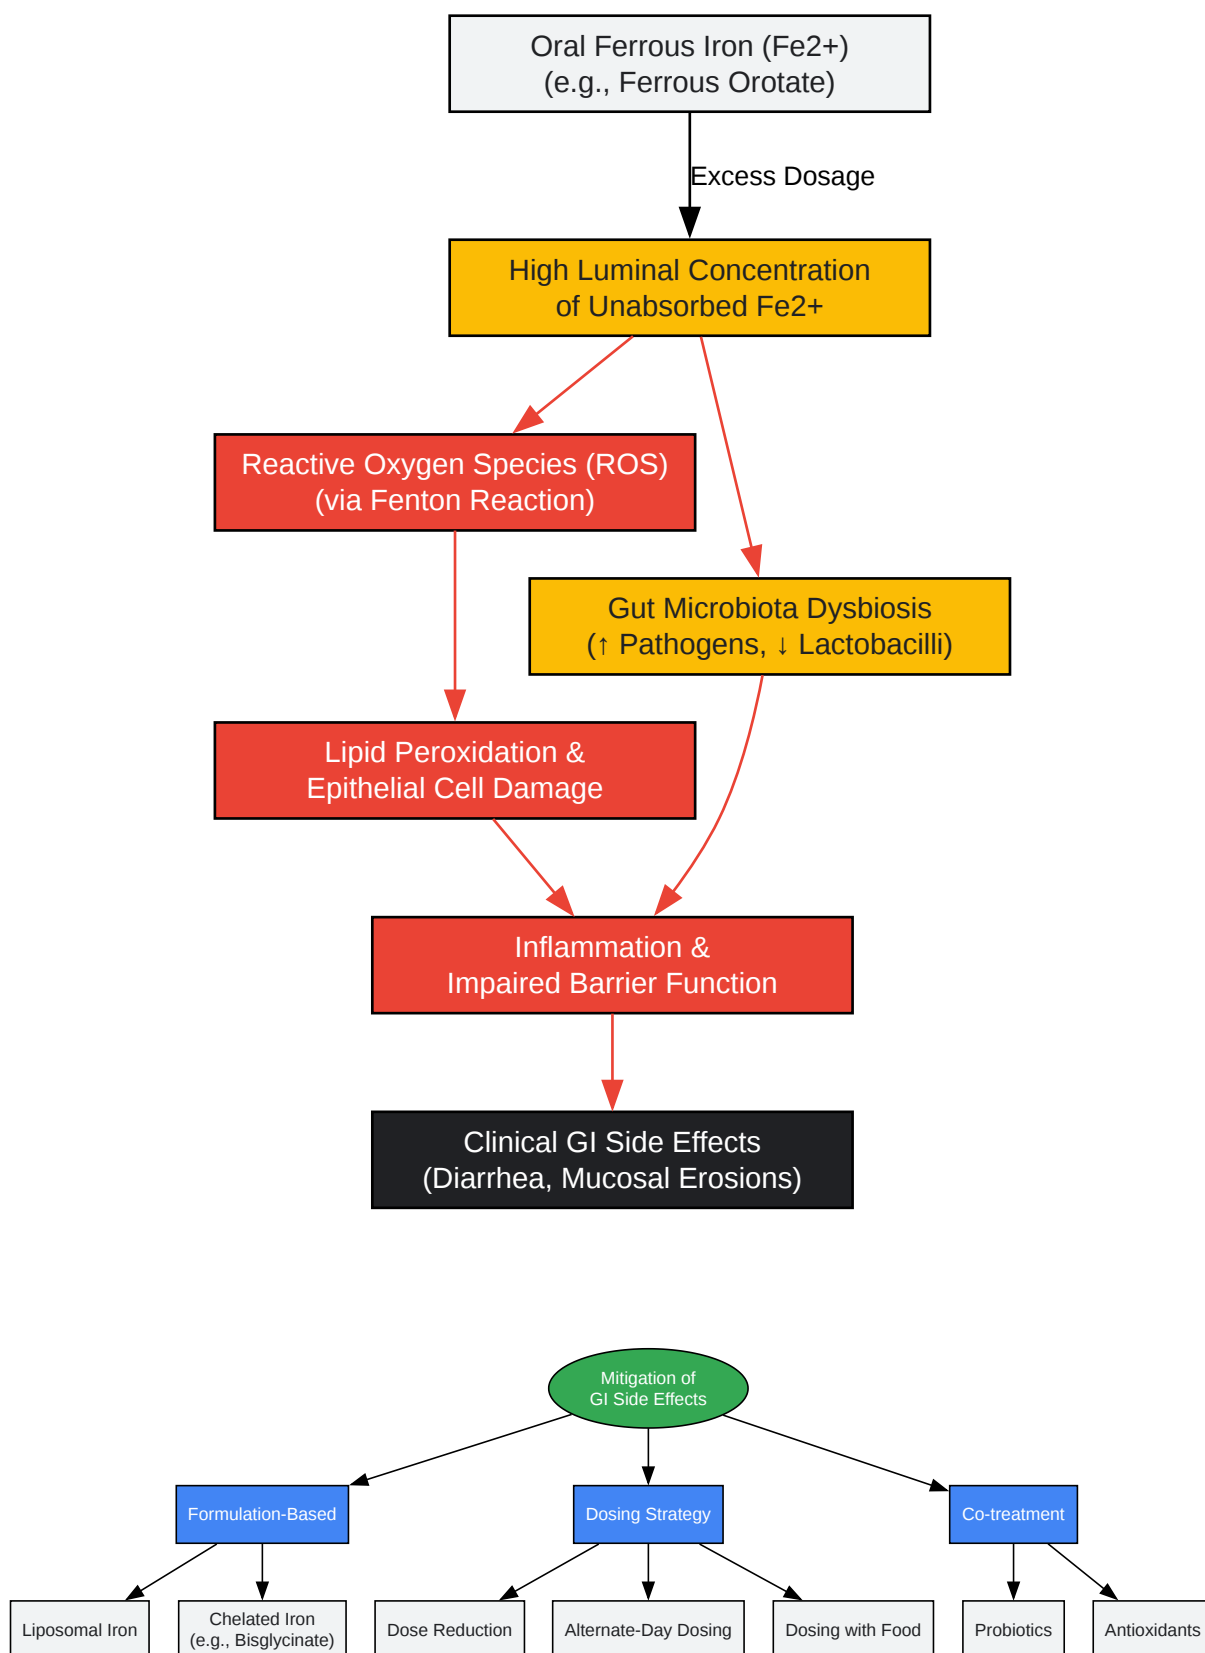 Oral Ferrous Iron (Fe2+)
(e.g., Ferrous Orotate)
Excess Dosage
High Luminal Concentration
of Unabsorbed Fe2+
Reactive Oxygen Species (ROS)
(via Fenton Reaction)
Gut Microbiota Dysbiosis
(↑ Pathogens, ↓ Lactobacilli)
Lipid Peroxidation &
Epithelial Cell Damage
Inflammation &
Impaired Barrier Function
Clinical GI Side Effects
(Diarrhea, Mucosal Erosions)
Mitigation of
GI Side Effects
Formulation-Based
Dosing Strategy
Co-treatment
Liposomal Iron
Chelated Iron
(e.g., Bisglycinate)
Dose Reduction
Alternate-Day Dosing
Dosing with Food
Probiotics
Antioxidants